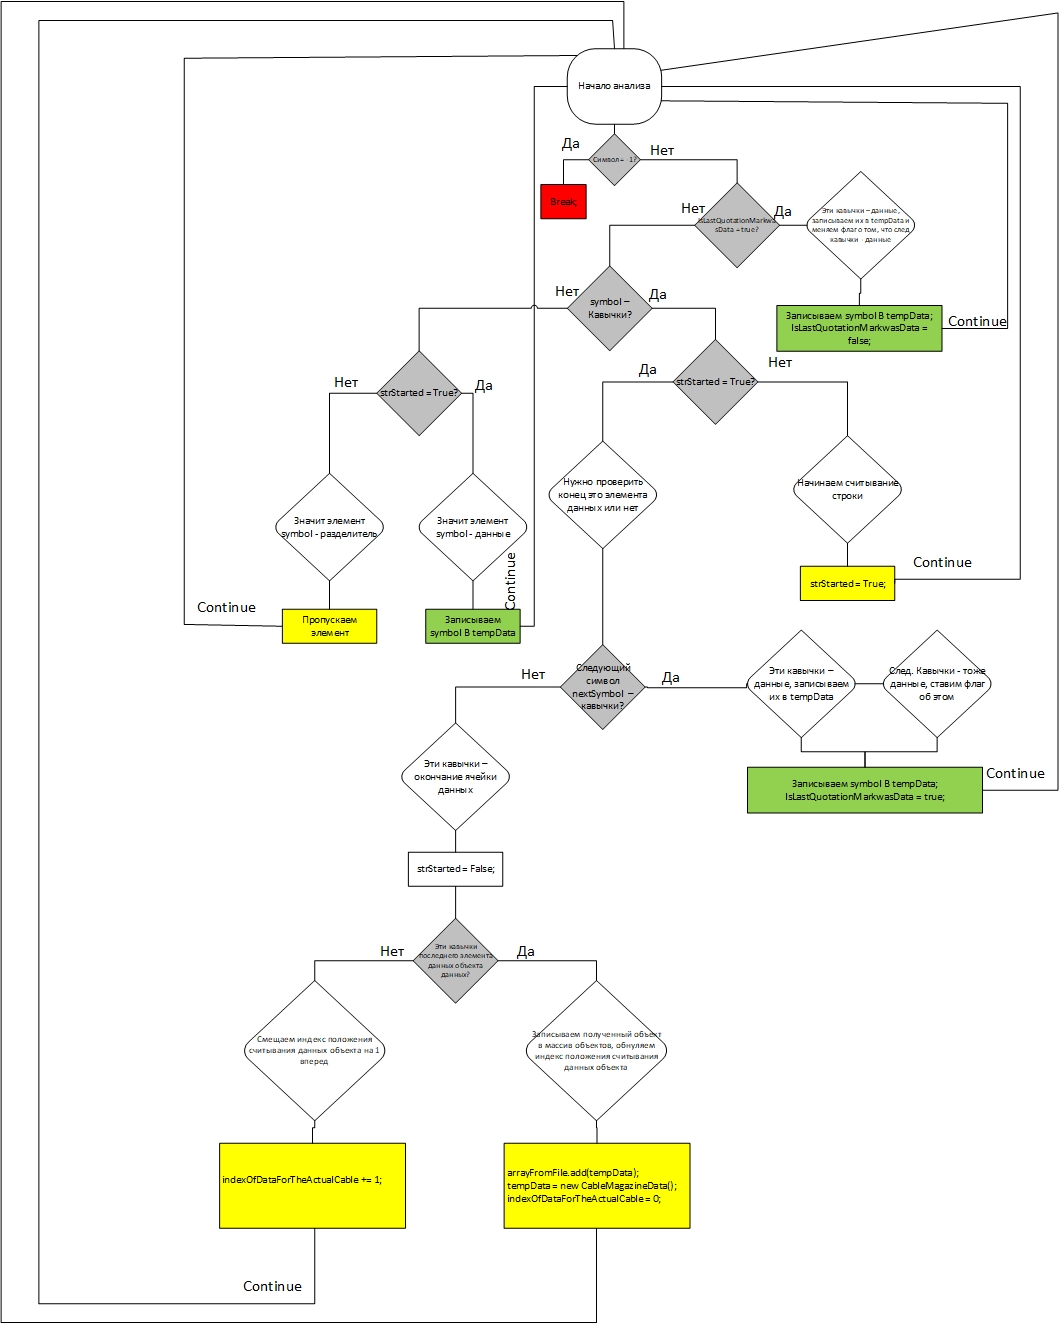 Начало анализа
Да
Нет
Символ = -1?
Break;
Нет
Да
IsLastQuotationMarkwa
sData = true?
Эти кавычки – данные,
записываем их в tempData и
меняем флаг о том, что след
кавычки - данные
Записываем symbol В tempData;
IsLastQuotationMarkwasData =
false;
Continue
Нет
Да
symbol –
Кавычки?
Нет
Да
strStarted = True?
Да
Нет
strStarted = True?
Значит элемент
symbol - разделитель
Значит элемент
symbol - данные
Нужно проверить
конец это элемента
данных или нет
Начинаем считывание
строки
Continue
Пропускаем
элемент
Записываем
symbol В tempData
Continue
strStarted = True;
Continue
Нет
Следующий
символ
nextSymbol –
кавычки?
Да
Эти кавычки –
данные, записываем
их в tempData
След. Кавычки - тоже
данные, ставим флаг
об этом
Записываем symbol В tempData;
IsLastQuotationMarkwasData = true;
Continue
Эти кавычки –
окончание ячейки
данных
strStarted = False;
Нет
Да
Эти кавычки
последнего элемента
данных объекта
данных?
Смещаем индекс положения
считывания данных объекта на 1
вперед
Записываем полученный объект
в массив объектов, обнуляем
индекс положения считывания
данных объекта
indexOfDataForTheActualCable += 1;
arrayFromFile.add(tempData);
tempData = new CableMagazineData();
indexOfDataForTheActualCable = 0;
Continue